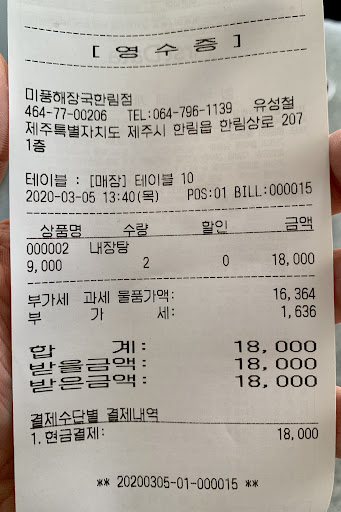 [ 영 수 증 ]
미풍해장국한림점
464-77-00206 TEL:064-796-1139 유성철
제주특별자치도 제주시 한림읍 한림상로 207
1층
테이블 : [매장] 테이블 10
2020-03-05 13:40(목) POS:01 BILL:000015
상품명 수량 할인 금액
000002 내장탕
9,000 2 0 18,000
부가세 과세 물품가액: 16,364
부 가 세: 1,636
합 계: 18,000
받을금액: 18,000
받은금액: 18,000
결제수단별 결제내역
1.현금결제: 18,000
** 20200305-01-000015 **